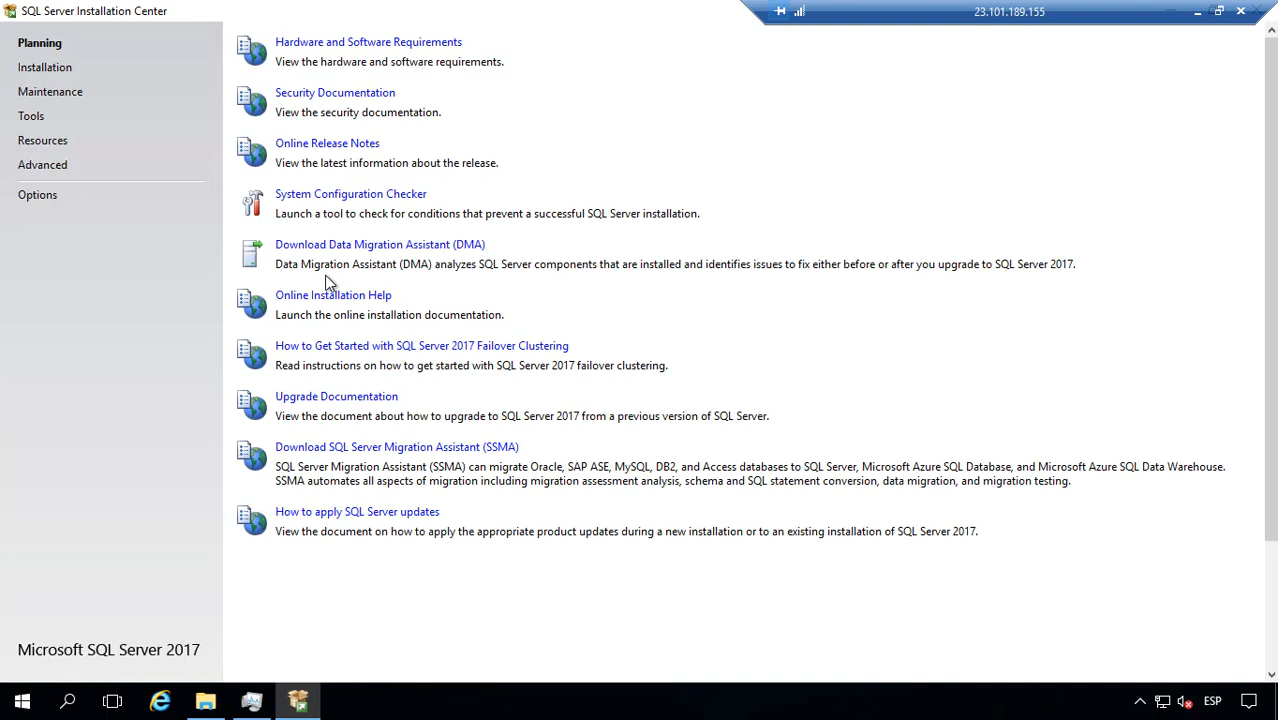 SQL Server Installation Center
23.101.189.155
Planning
Installation
Maintenance
Tools
Resources
Advanced
Options
Hardware and Software Requirements
View the hardware and software requirements.
Security Documentation
View the security documentation.
Online Release Notes
View the latest information about the release.
System Configuration Checker
Launch a tool to check for conditions that prevent a successful SQL Server installation.
Download Data Migration Assistant (DMA)
Data Migration Assistant (DMA) analyzes SQL Server components that are installed and identifies issues to fix either before or after you upgrade to SQL Server 2017.
Online Installation Help
Launch the online installation documentation.
How to Get Started with SQL Server 2017 Failover Clustering
Read instructions on how to get started with SQL Server 2017 failover clustering.
Upgrade Documentation
View the document about how to upgrade to SQL Server 2017 from a previous version of SQL Server.
Download SQL Server Migration Assistant (SSMA)
SQL Server Migration Assistant (SSMA) can migrate Oracle, SAP ASE, MySQL, DB2, and Access databases to SQL Server, Microsoft Azure SQL Database, and Microsoft Azure SQL Data Warehouse.
SSMA automates all aspects of migration including migration assessment analysis, schema and SQL statement conversion, data migration, and migration testing.
How to apply SQL Server updates
View the document on how to apply the appropriate product updates during a new installation or to an existing installation of SQL Server 2017.
Microsoft SQL Server 2017
ESP